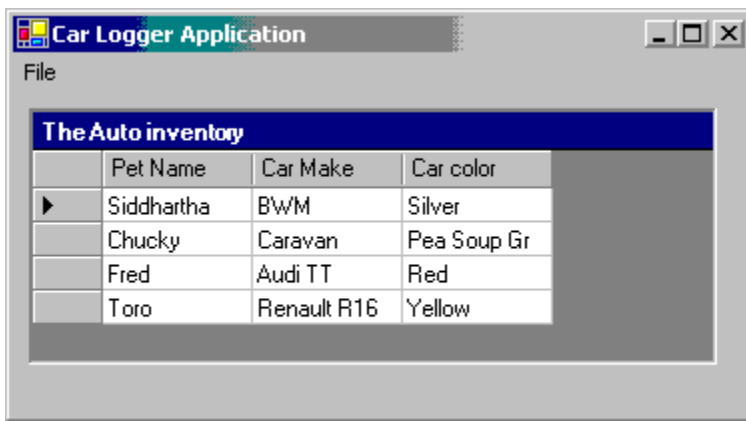 Car Logger Application
File
The Auto inventory
Pet Name Car Make Car color
Siddhartha BWM Silver
Chucky Caravan Pea Soup Gr
Fred Audi TT Red
Toro Renault R16 Yellow